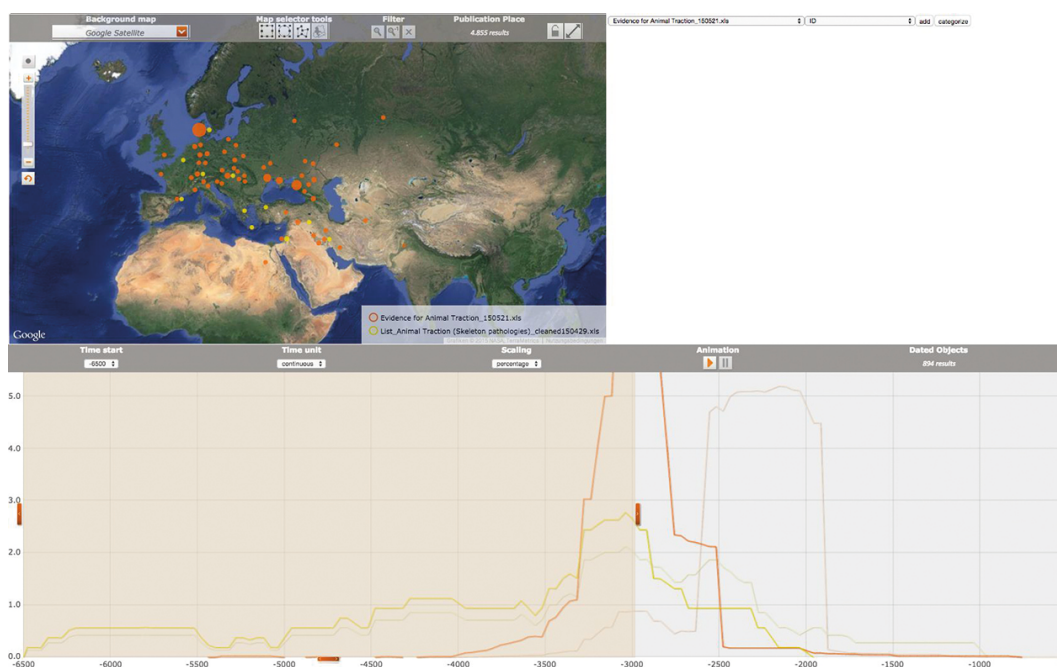 Background map
Google Satellite
Map selector tools
Filter
Publication Place
4.855 results
Evidence for Animal Traction_150521.xls
ID
add
categorize
Google
Evidence for Animal Traction_150521.xls
List_Animal Traction (Skeleton pathologies)_cleaned150429.xls
Time start
-6500
Time unit
continuous
Scaling
percentage
Animation
Dated Objects
894 results
5.0
4.0
3.0
2.0
1.0
0.0
-6500
-6000
-5500
-5000
-4500
-4000
-3500
-3000
-2500
-2000
-1500
-1000